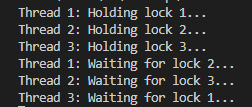 Thread 1: Holding lock 1...
Thread 2: Holding lock 2...
Thread 3: Holding lock 3...
Thread 1: Waiting for lock 2...
Thread 2: Waiting for lock 3...
Thread 3: Waiting for lock 1...